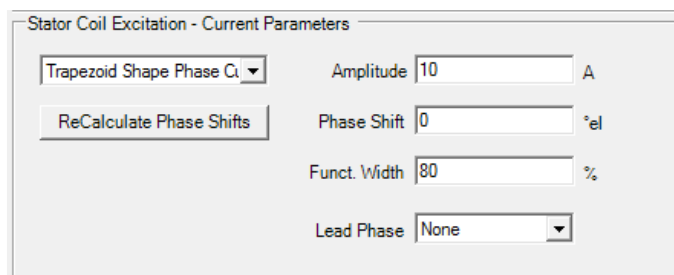 Stator Coil Excitation - Current Parameters
Trapezoid Shape Phase Cu
Amplitude 10 A
ReCalculate Phase Shifts
Phase Shift 0 °el
Funct. Width 80 %
Lead Phase None